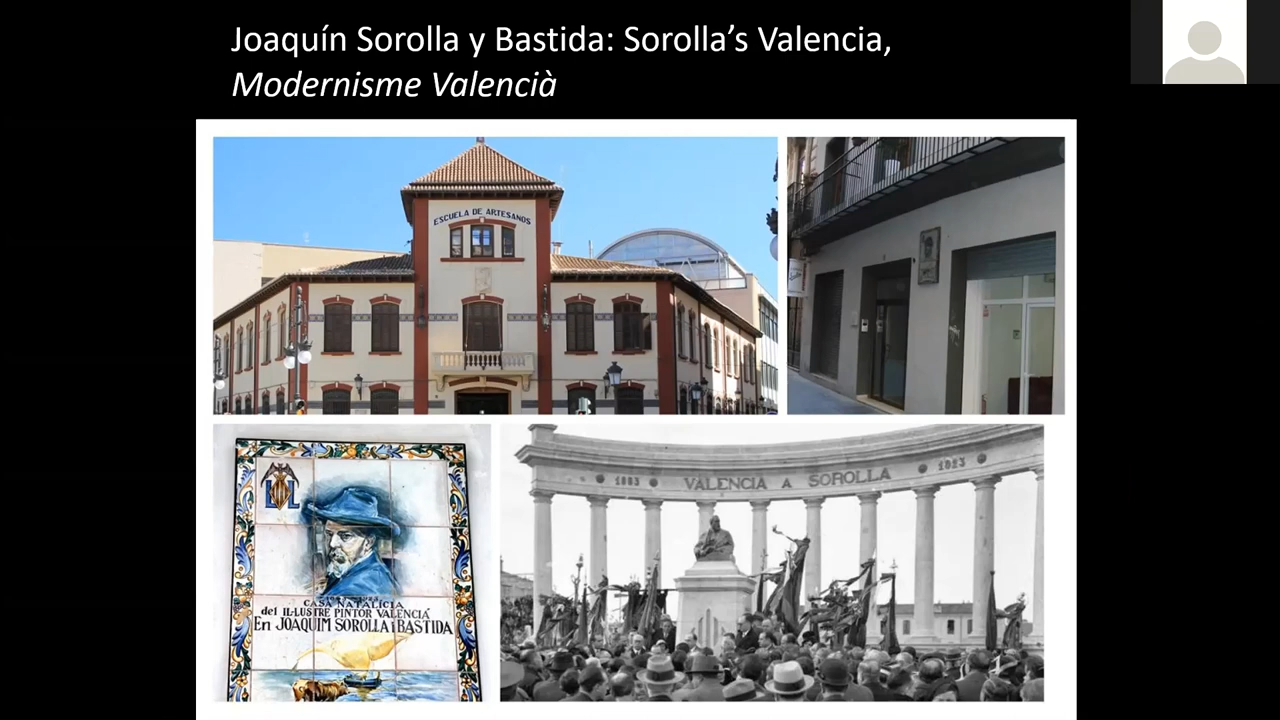 Joaquín Sorolla y Bastida: Sorolla’s Valencia,
Modernisme Valencià
ESCUELA DE ARTESANOS
CASA NATALÍCIA
del IL·LUSTRE PINTOR VALENCIÀ
En JOAQUIM SOROLLA i BASTIDA
1863 VALENCIA A SOROLLA 1923